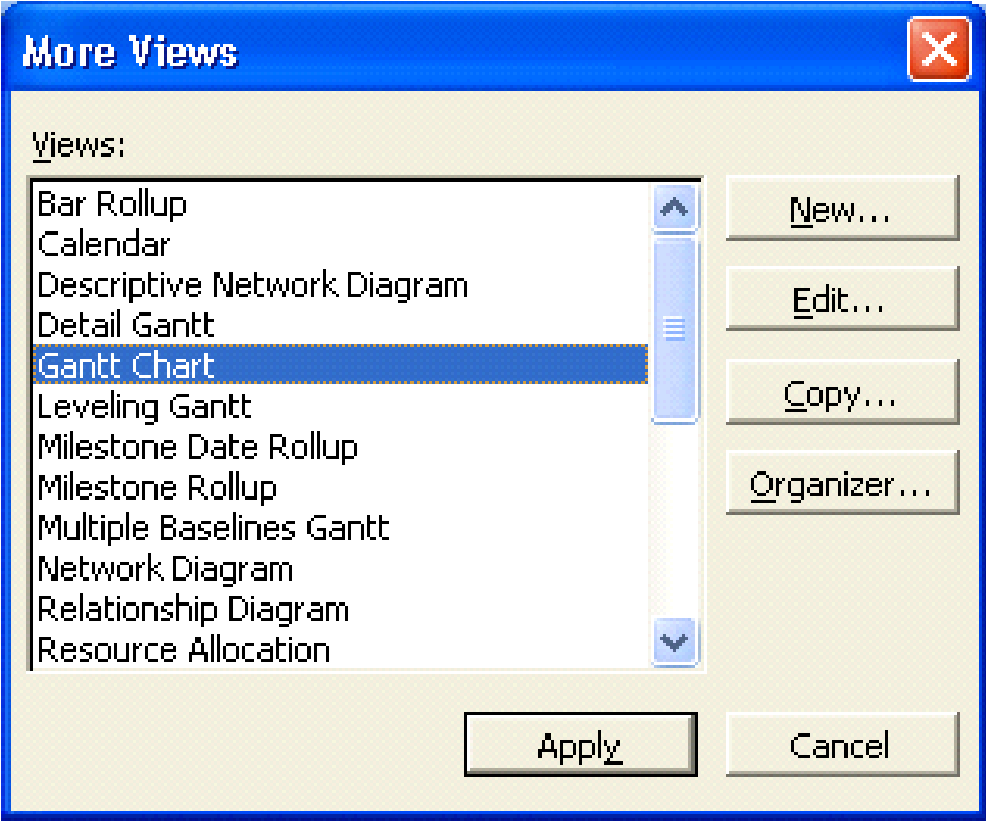 More Views
Views:
Bar Rollup
Calendar
Descriptive Network Diagram
Detail Gantt
Gantt Chart
Leveling Gantt
Milestone Date Rollup
Milestone Rollup
Multiple Baselines Gantt
Network Diagram
Relationship Diagram
Resource Allocation
New...
Edit...
Copy...
Organizer...
Apply
Cancel